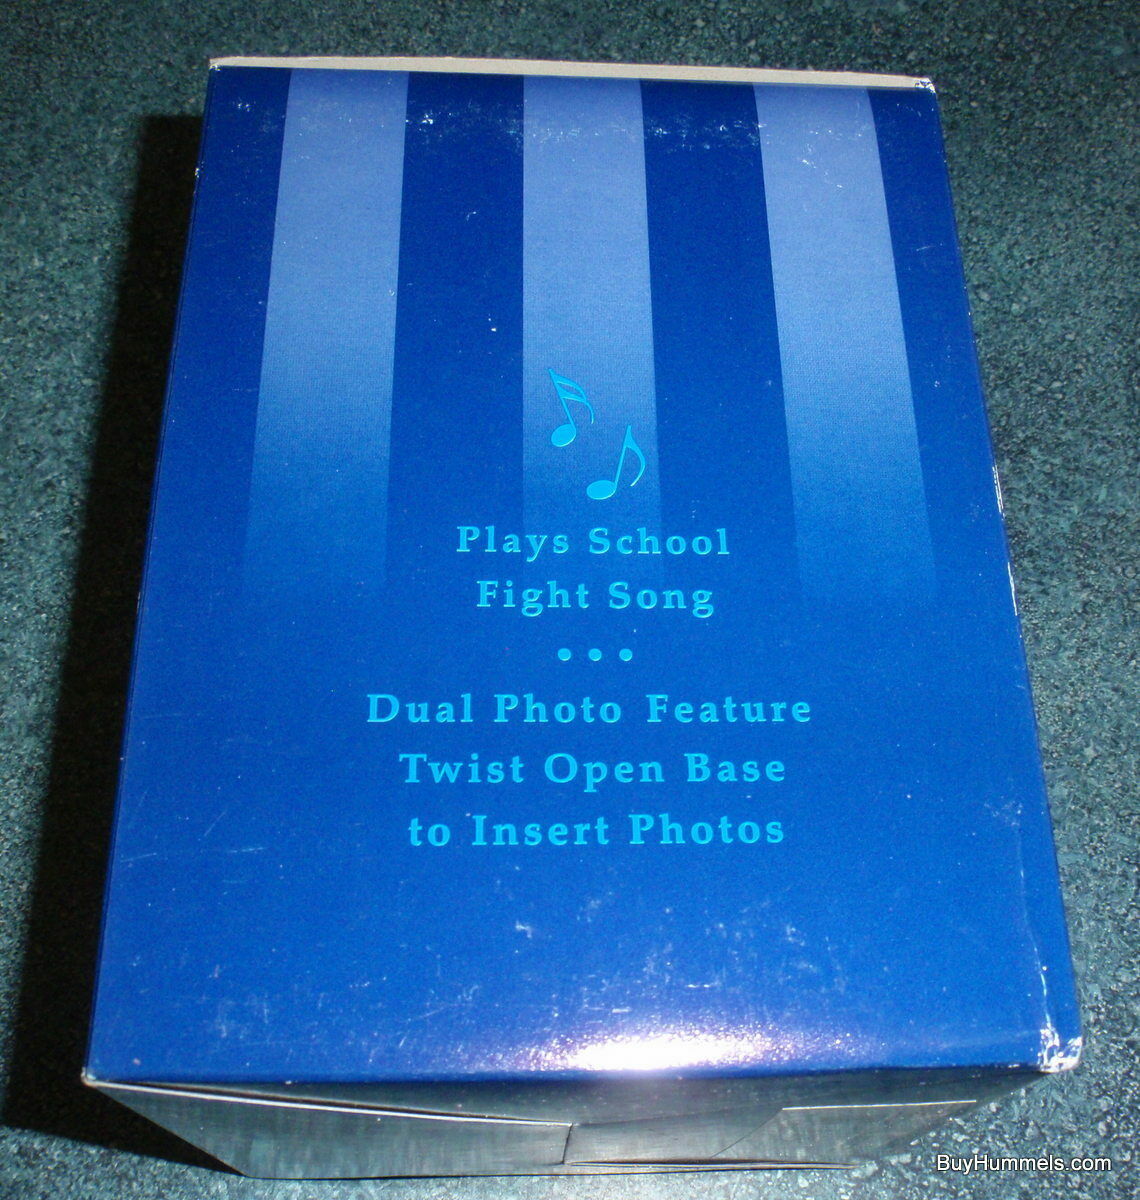 Plays School
Fight Song
• • •
Dual Photo Feature
Twist Open Base
to Insert Photos
BuyHummels.com